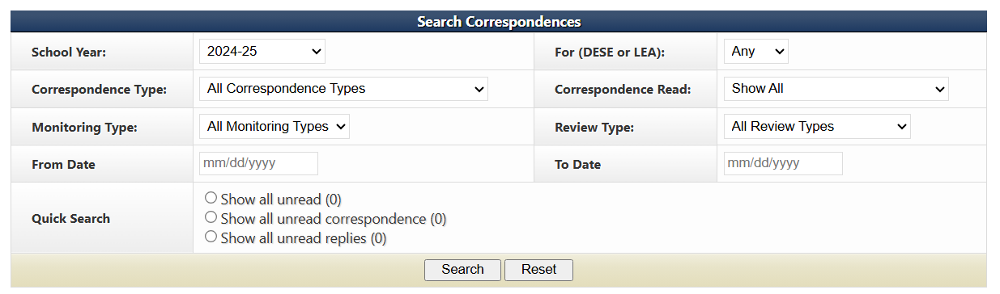 Search Correspondences
School Year: 2024-25 For (DESE or LEA): Any
Correspondence Type: All Correspondence Types Correspondence Read: Show All
Monitoring Type: All Monitoring Types Review Type: All Review Types
From Date mm/dd/yyyy To Date mm/dd/yyyy
Show all unread (0)
Quick Search Show all unread correspondence (0)
Show all unread replies (0)
Search Reset